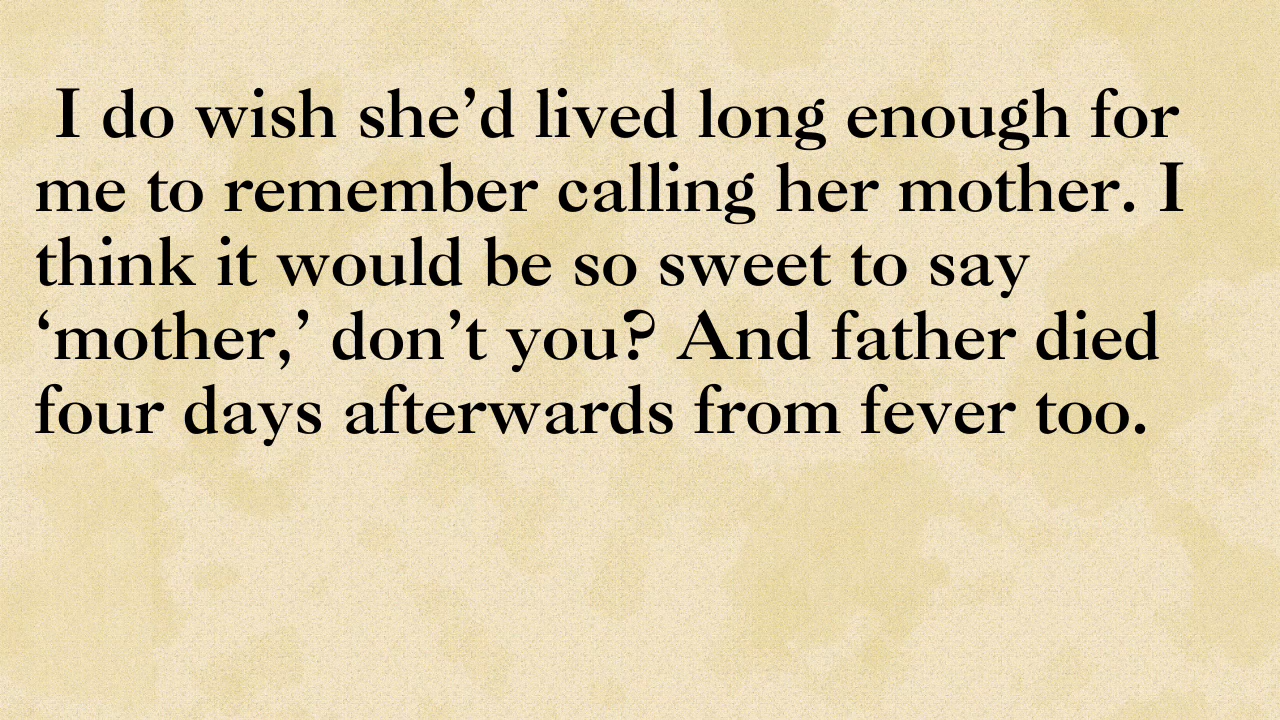 I do wish she’d lived long enough for
me to remember calling her mother. I
think it would be so sweet to say
‘mother,’ don’t you? And father died
four days afterwards from fever too.